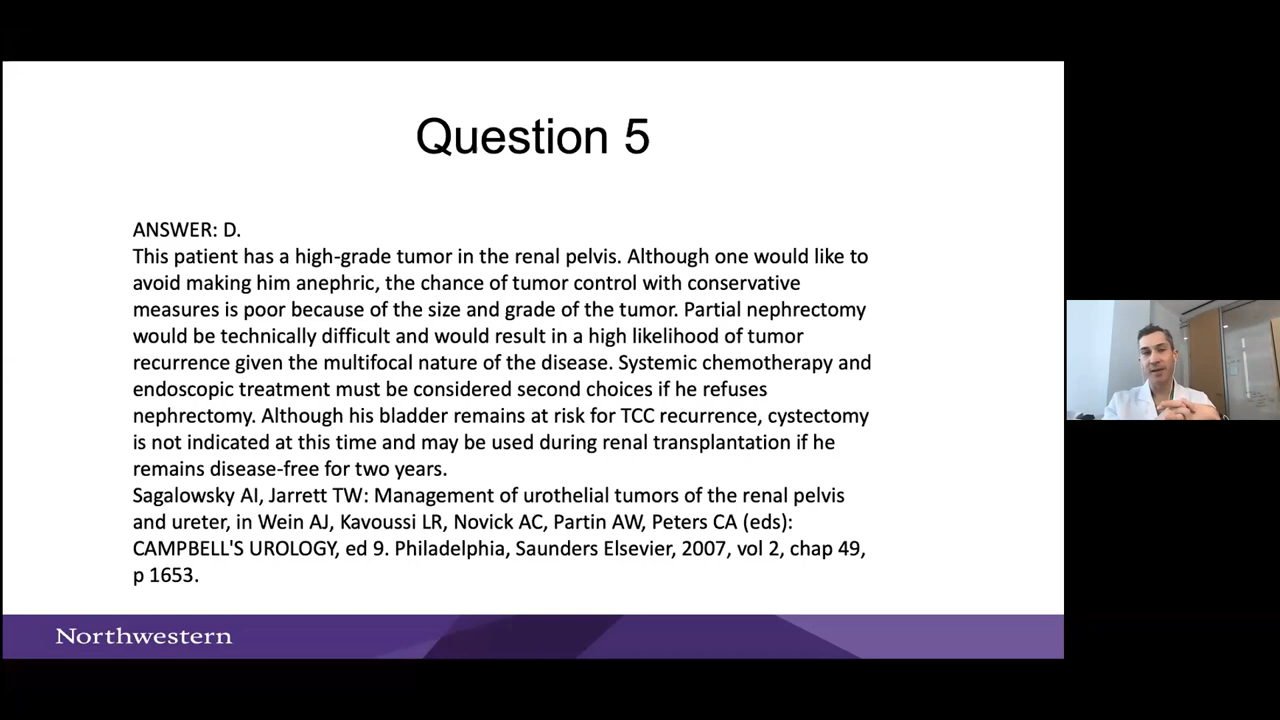 Question 5
ANSWER: D.
This patient has a high-grade tumor in the renal pelvis. Although one would like to
avoid making him anephric, the chance of tumor control with conservative
measures is poor because of the size and grade of the tumor. Partial nephrectomy
would be technically difficult and would result in a high likelihood of tumor
recurrence given the multifocal nature of the disease. Systemic chemotherapy and
endoscopic treatment must be considered second choices if he refuses
nephrectomy. Although his bladder remains at risk for TCC recurrence, cystectomy
is not indicated at this time and may be used during renal transplantation if he
remains disease-free for two years.
Sagalowsky AI, Jarrett TW: Management of urothelial tumors of the renal pelvis
and ureter, in Wein AJ, Kavoussi LR, Novick AC, Partin AW, Peters CA (eds):
CAMPBELL'S UROLOGY, ed 9. Philadelphia, Saunders Elsevier, 2007, vol 2, chap 49,
p 1653.
Northwestern